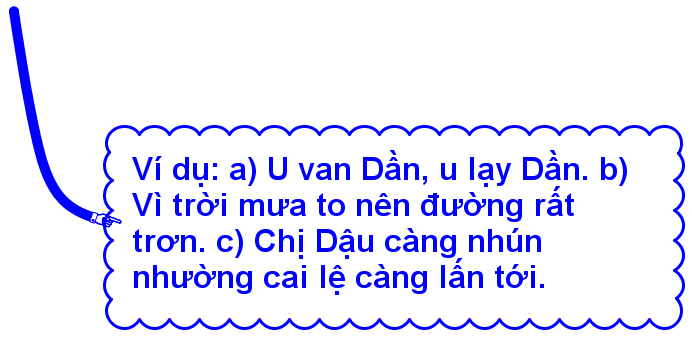 Ví dụ: a) U van Dần, u lạy Dần. b)
Vì trời mưa to nên đường rất
trơn. c) Chị Dậu càng nhún
nhường cai lệ càng lấn tới.